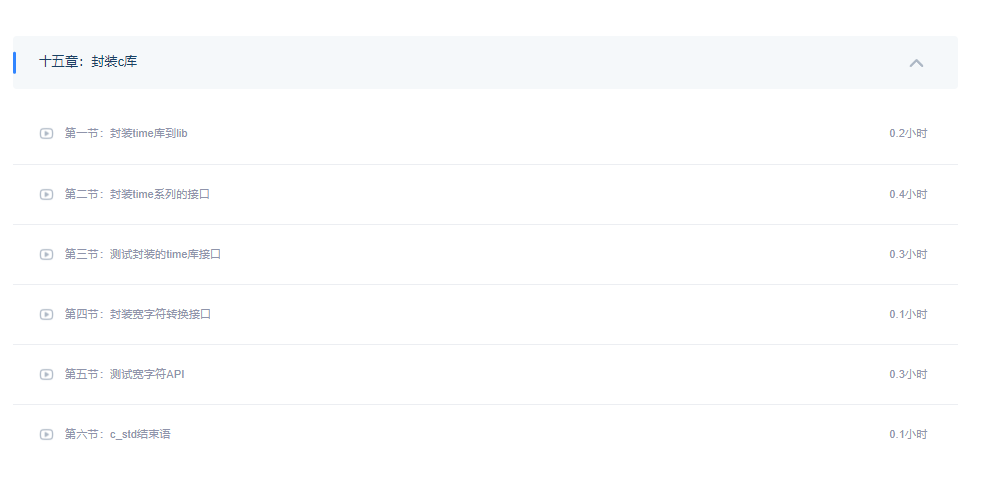 十五章：封装c库
第一节：封装time库到lib 0.2小时
第二节：封装time系列的接口 0.4小时
第三节：测试封装的time库接口 0.3小时
第四节：封装宽字符转换接口 0.1小时
第五节：测试宽字符API 0.3小时
第六节：c_std结束语 0.1小时